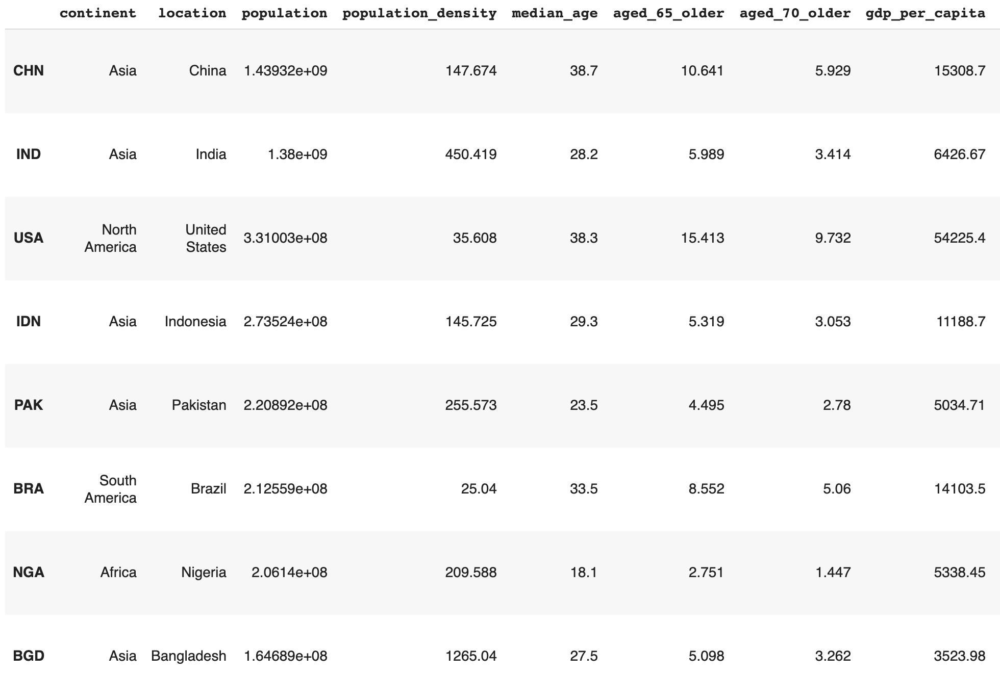 continent location population population_density median_age aged_65_older aged_70_older gdp_per_capita
CHN Asia China 1.43932e+09 147.674 38.7 10.641 5.929 15308.7
IND Asia India 1.38e+09 450.419 28.2 5.989 3.414 6426.67
USA North America United States 3.31003e+08 35.608 38.3 15.413 9.732 54225.4
IDN Asia Indonesia 2.73524e+08 145.725 29.3 5.319 3.053 11188.7
PAK Asia Pakistan 2.20892e+08 255.573 23.5 4.495 2.78 5034.71
BRA South America Brazil 2.12559e+08 25.04 33.5 8.552 5.06 14103.5
NGA Africa Nigeria 2.0614e+08 209.588 18.1 2.751 1.447 5338.45
BGD Asia Bangladesh 1.64689e+08 1265.04 27.5 5.098 3.262 3523.98